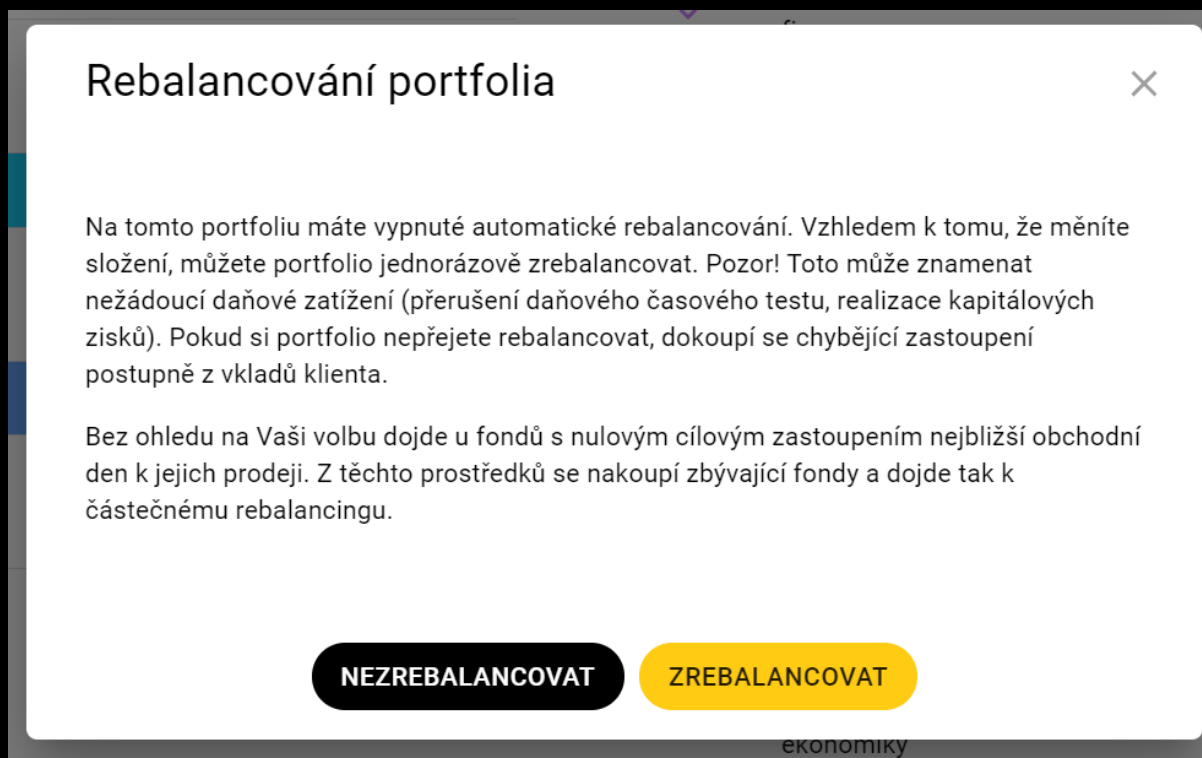 Rebalancování portfolia
Na tomto portfoliu máte vypnuté automatické rebalancování. Vzhledem k tomu, že měníte
složení, můžete portfolio jednorázově zrebalancovat. Pozor! Toto může znamenat
nežádoucí daňové zatížení (přerušení daňového časového testu, realizace kapitálových
zisků). Pokud si portfolio nepřejete rebalancovat, dokoupí se chybějící zastoupení
postupně z vkladů klienta.
Bez ohledu na Vaši volbu dojde u fondů s nulovým cílovým zastoupením nejbližší obchodní
den k jejich prodeji. Z těchto prostředků se nakoupí zbývající fondy a dojde tak k
částečnému rebalancingu.
NEZREBALANCOVAT
ZREBALANCOVAT
ekonomiky